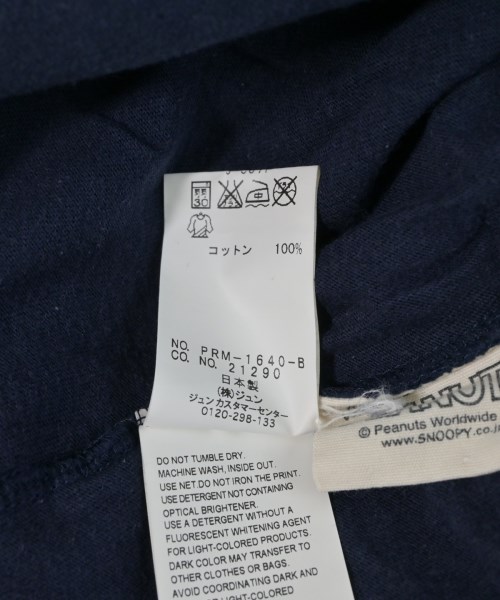 30
コットン 100%
NO. PRM-1640-B
CO. NO. 21290
日本製
(株)ジュン
ジュンカスタマーセンター
0120-298-133
DO NOT TUMBLE DRY.
MACHINE WASH, INSIDE OUT.
USE NET.DO NOT IRON THE PRINT.
USE DETERGENT NOT CONTAINING
OPTICAL BRIGHTENER.
USE A DETERGENT WITHOUT A
FLUORESCENT WHITENING AGENT
FOR LIGHT-COLORED PRODUCTS.
DARK COLOR MAY TRANSFER TO
OTHER CLOTHES OR BAGS.
AVOID COORDINATING DARK AND
© Peanuts Worldwide
www.SNOOPY.co.j